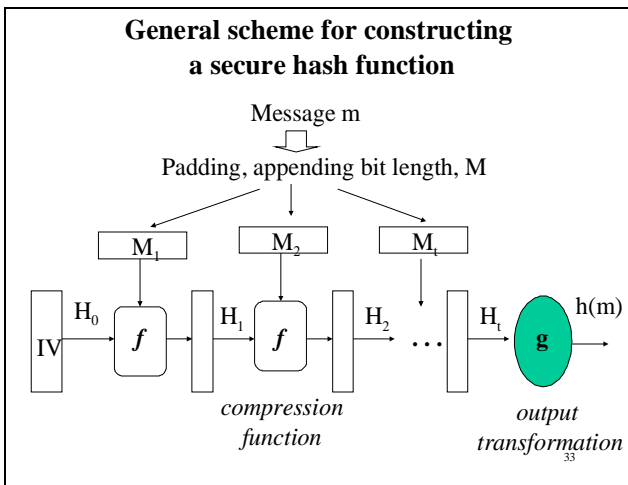 General scheme for constructing
a secure hash function
Message m
Padding, appending bit length, M
M1 M2 Mt
H0 H1 H2 Ht h(m)
IV f f ... g
compression
function
output
transformation
33